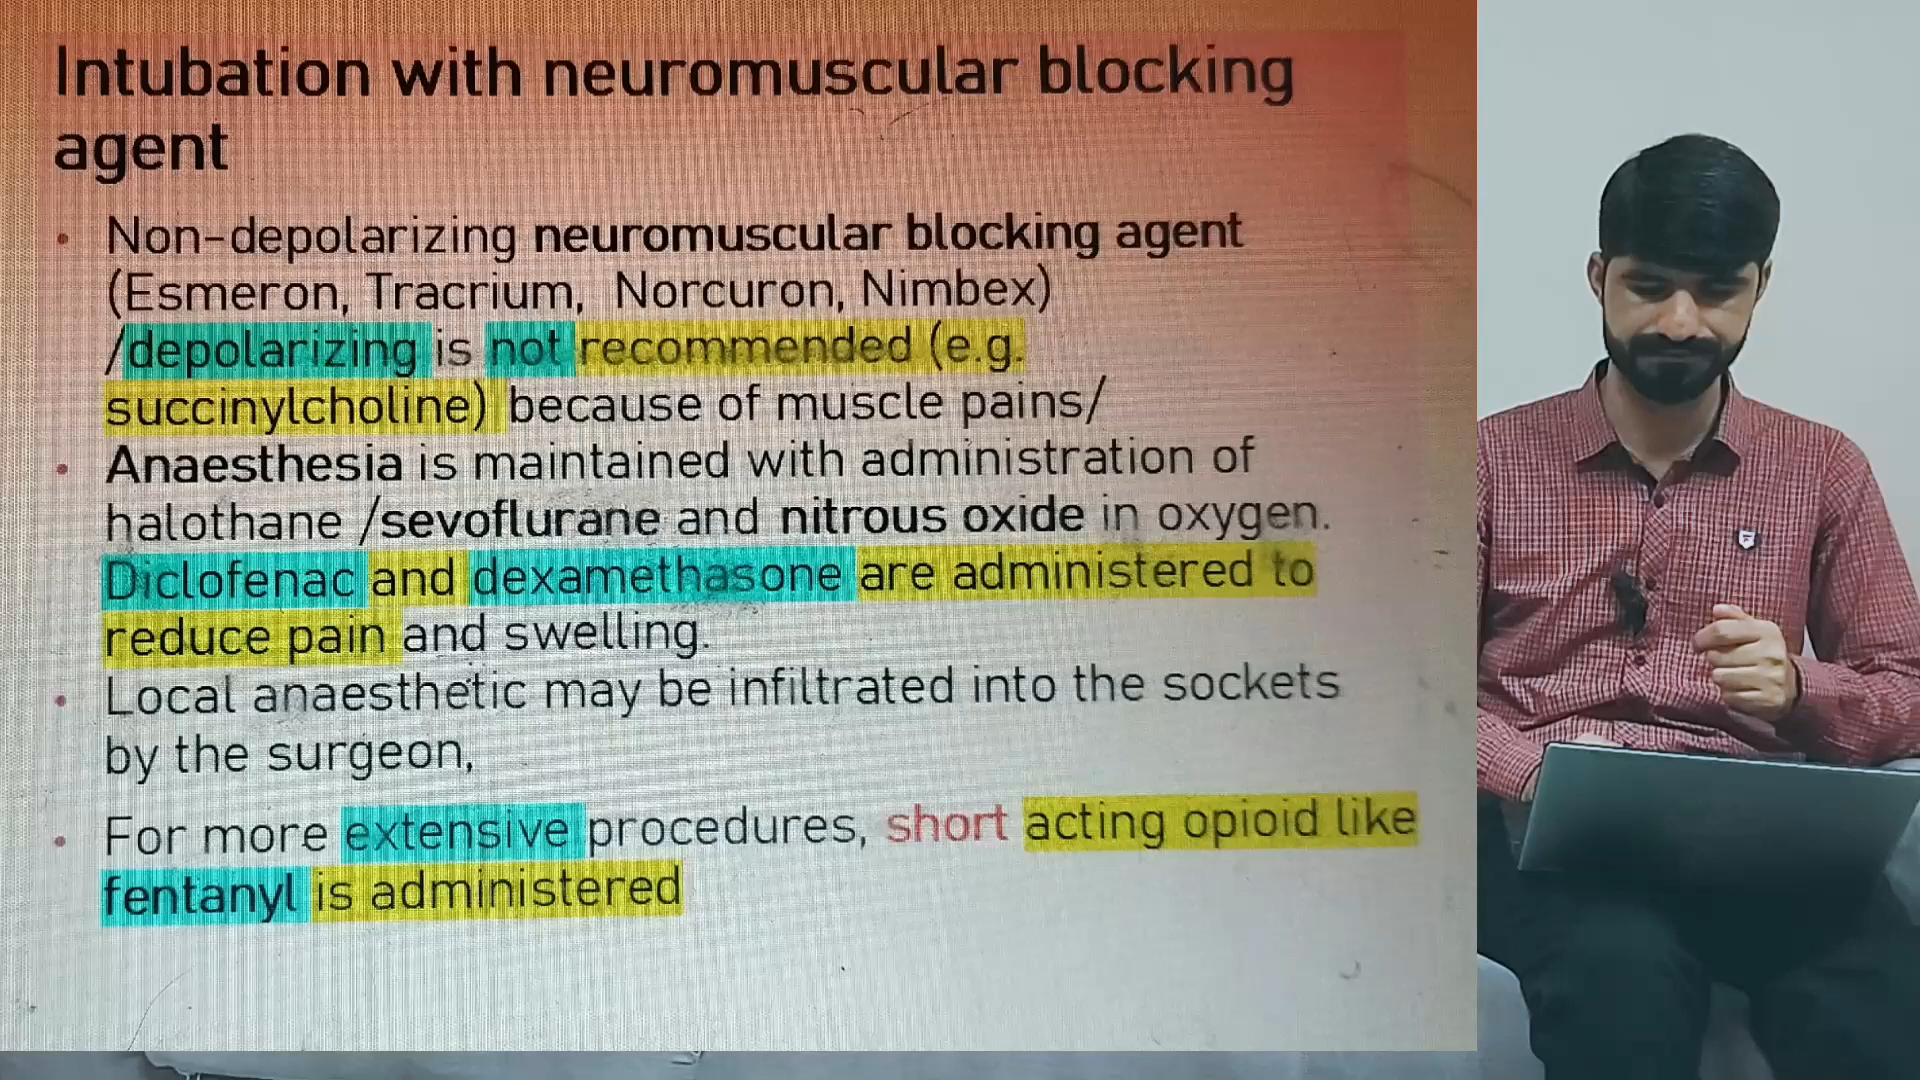 Intubation with neuromuscular blocking
agent
• Non-depolarizing neuromuscular blocking agent
(Esmeron, Tracrium, Norcuron, Nimbex)
/depolarizing is not recommended (e.g.
succinylcholine) because of muscle pains/
• Anaesthesia is maintained with administration of
halothane /sevoflurane and nitrous oxide in oxygen.
Diclofenac and dexamethasone are administered to
reduce pain and swelling.
• Local anaesthetic may be infiltrated into the sockets
by the surgeon,
• For more extensive procedures, short acting opioid like
fentanyl is administered